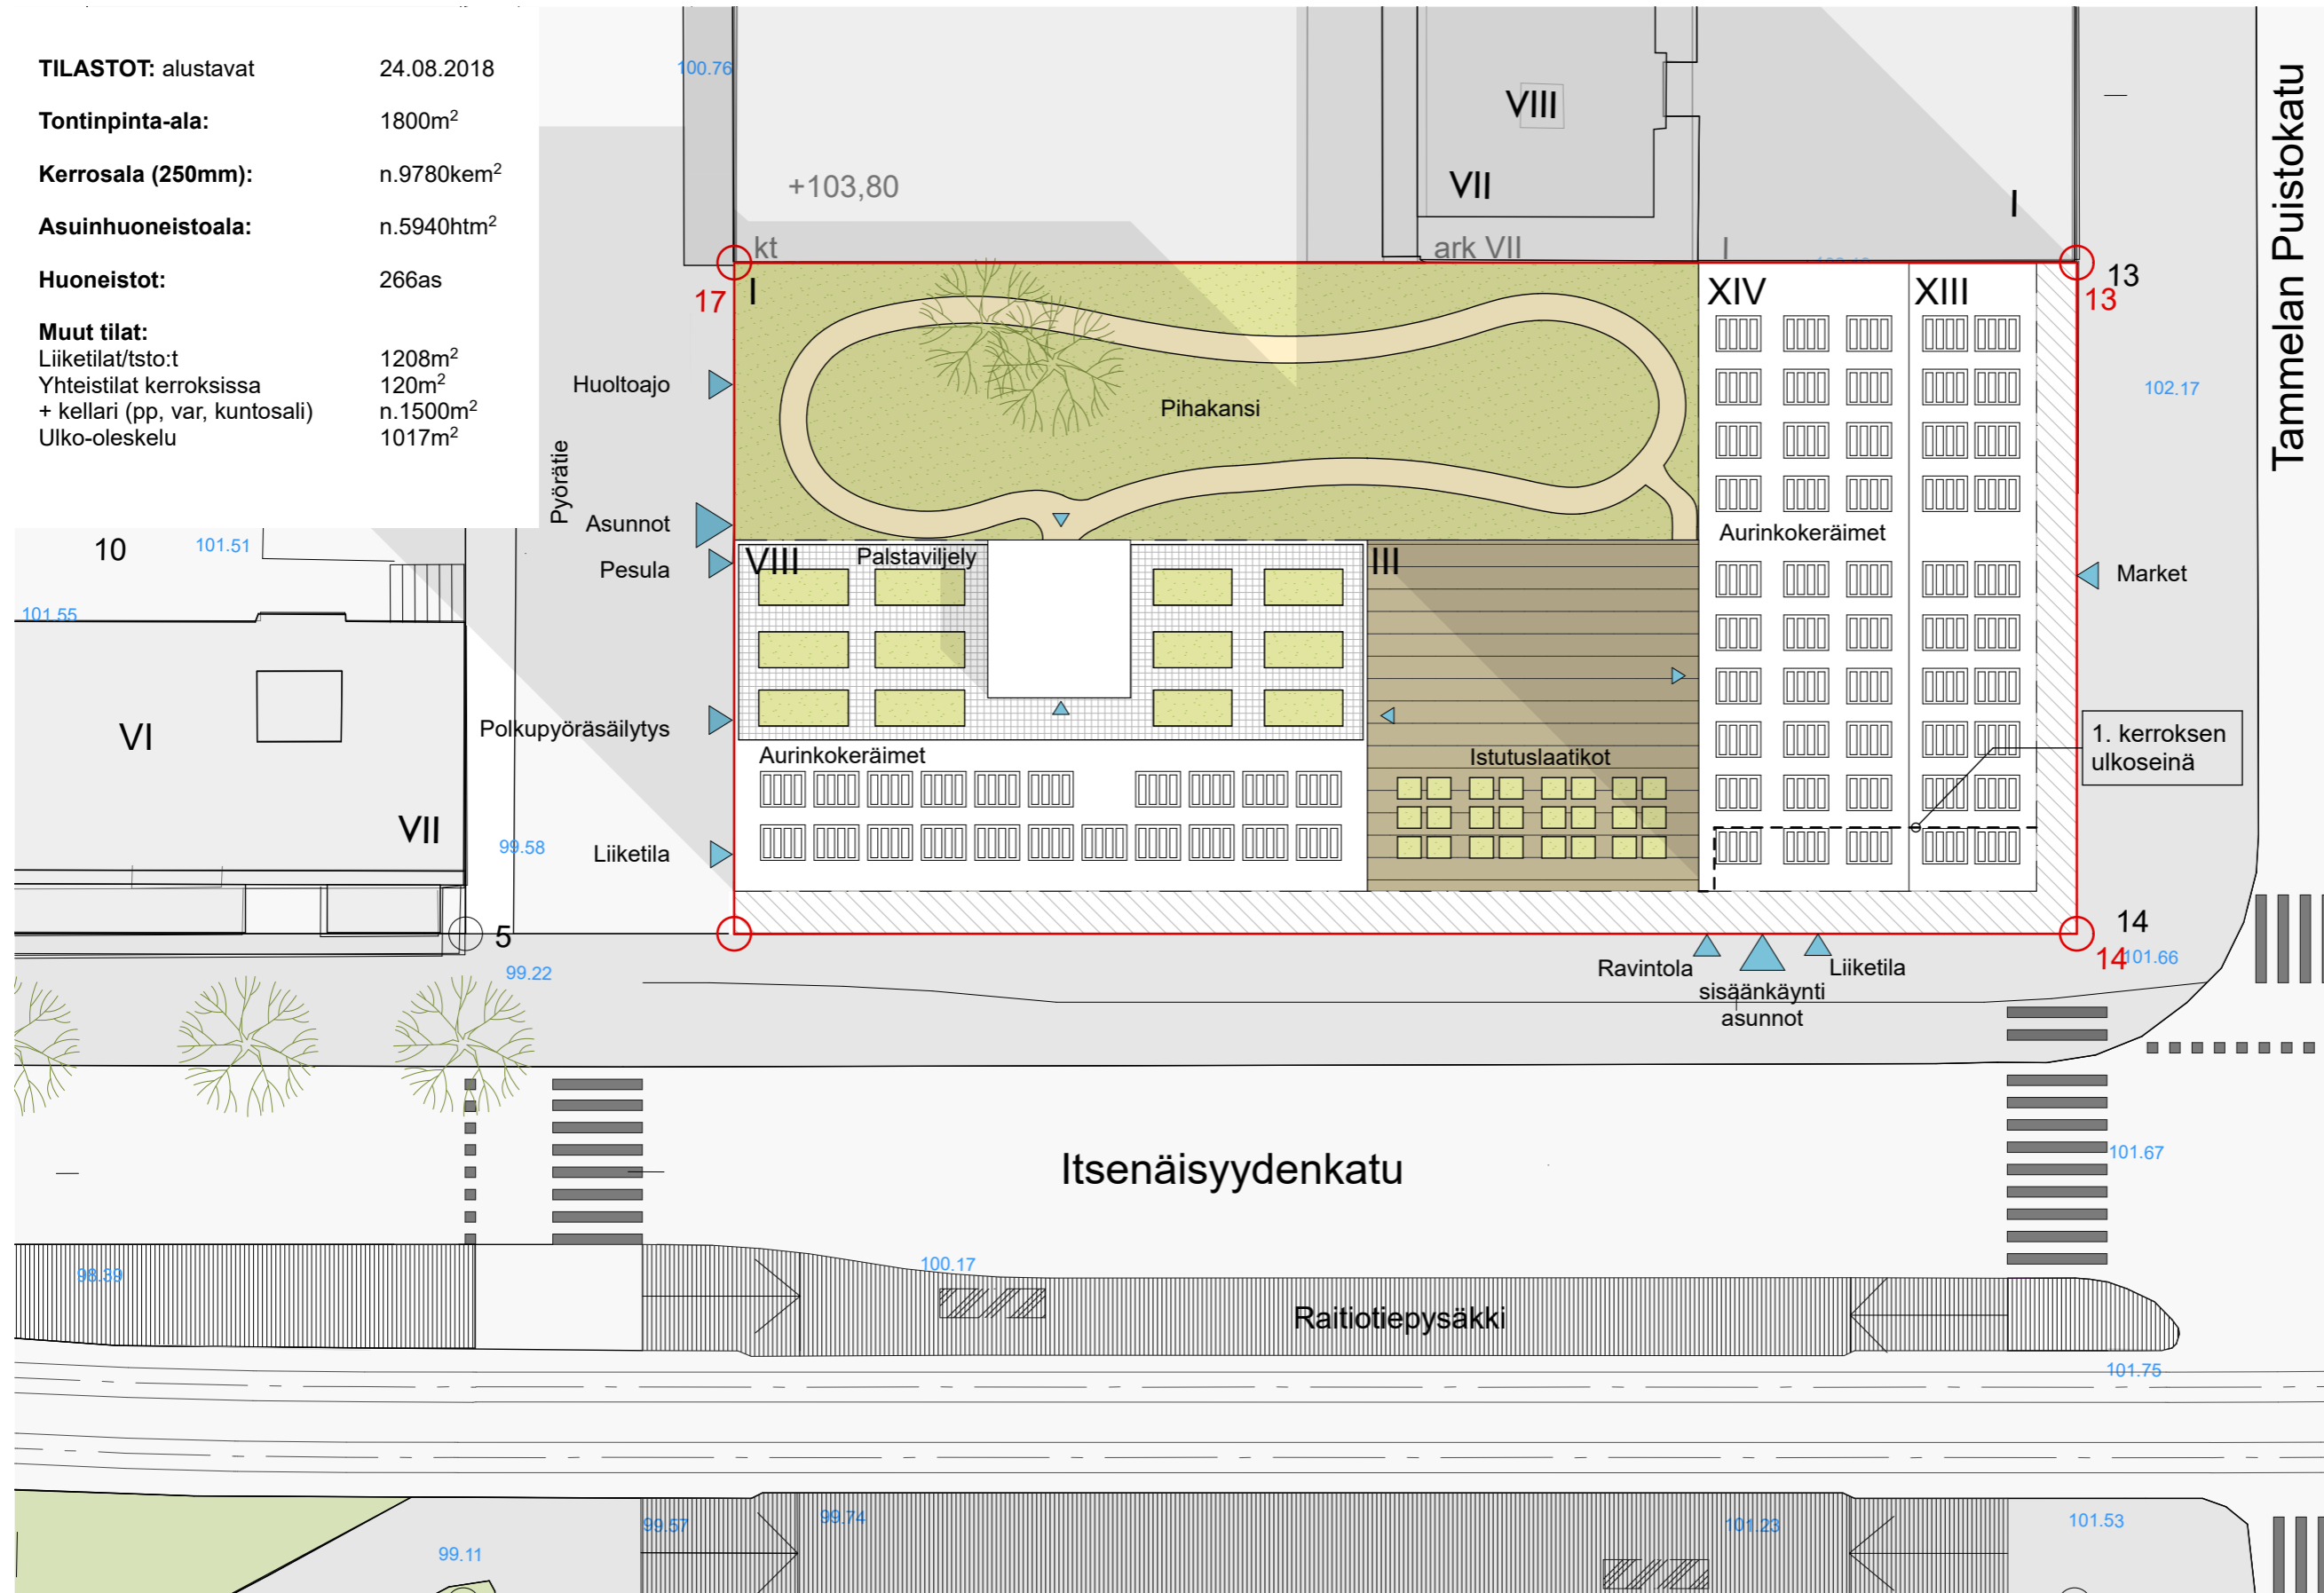 TILASTOT: alustavat 24.08.2018
Tontinpinta-ala: 1800m²
Kerrosala (250mm): n.9780kem²
Asuinhuoneistoala: n.5940htm²
Huoneistot: 266as
Muut tilat:
Liiketilat/tsto:t 1208m²
Yhteistilat kerroksissa 120m²
+ kellari (pp, var, kuntosali) n.1500m²
Ulko-oleskelu 1017m²
100.76
+103,80
VIII
VII
I
kt
ark VII
I
Tammelan Puistokatu
17
I
XIV
XIII
13
13
Huoltoajo
Pihakansi
102.17
Pyörätie
Asunnot
Aurinkokeräimet
10
101.51
Pesula
VIII
Palstaviljely
III
Market
101.55
VI
Polkupyöräsäilytys
Aurinkokeräimet
Istutuslaatikot
1. kerroksen
ulkoseinä
VII
99.58
Liiketila
5
14
14
101.66
99.22
Ravintola
Liiketila
sisäänkäynti
asunnot
Itsenäisyydenkatu
101.67
98.39
100.17
Raitiotiepysäkki
101.75
99.57
99.74
101.23
101.53
99.11